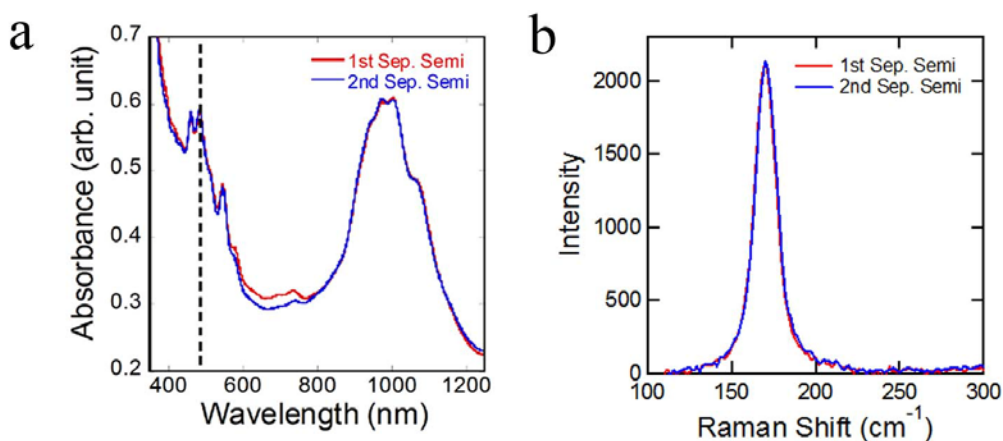 a
0.7
0.6
0.5
0.4
0.3
0.2
Absorbance (arb. unit)
1st Sep. Semi
2nd Sep. Semi
400
600
800
1000
1200
Wavelength (nm)
b
2000
1500
1000
500
0
Intensity
1st Sep. Semi
2nd Sep. Semi
100
150
200
250
300
Raman Shift (cm⁻¹)